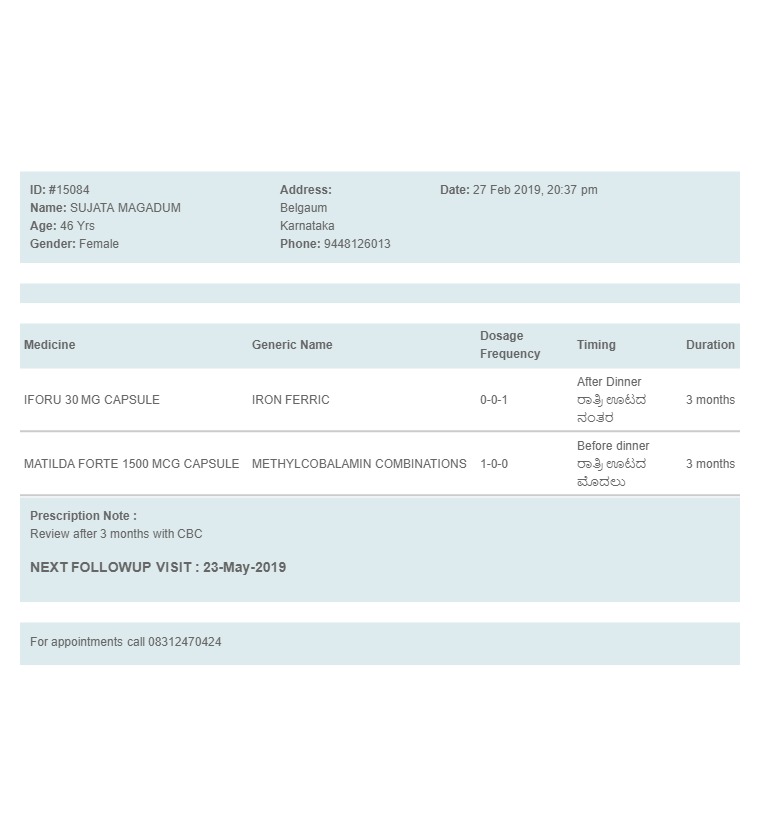 ID: #15084
Name: SUJATA MAGADUM
Age: 46 Yrs
Gender: Female
Address:
Belgaum
Karnataka
Phone: 9448126013
Date: 27 Feb 2019, 20:37 pm
Medicine Generic Name Dosage Frequency Timing Duration
IFORU 30 MG CAPSULE IRON FERRIC 0-0-1 After Dinner 3 months
ರಾತ್ರಿ ಊಟದ
ನಂತರ
MATILDA FORTE 1500 MCG CAPSULE METHYLCOBALAMIN COMBINATIONS 1-0-0 Before dinner 3 months
ರಾತ್ರಿ ಊಟದ
ಮೊದಲು
Prescription Note :
Review after 3 months with CBC
NEXT FOLLOWUP VISIT : 23-May-2019
For appointments call 08312470424